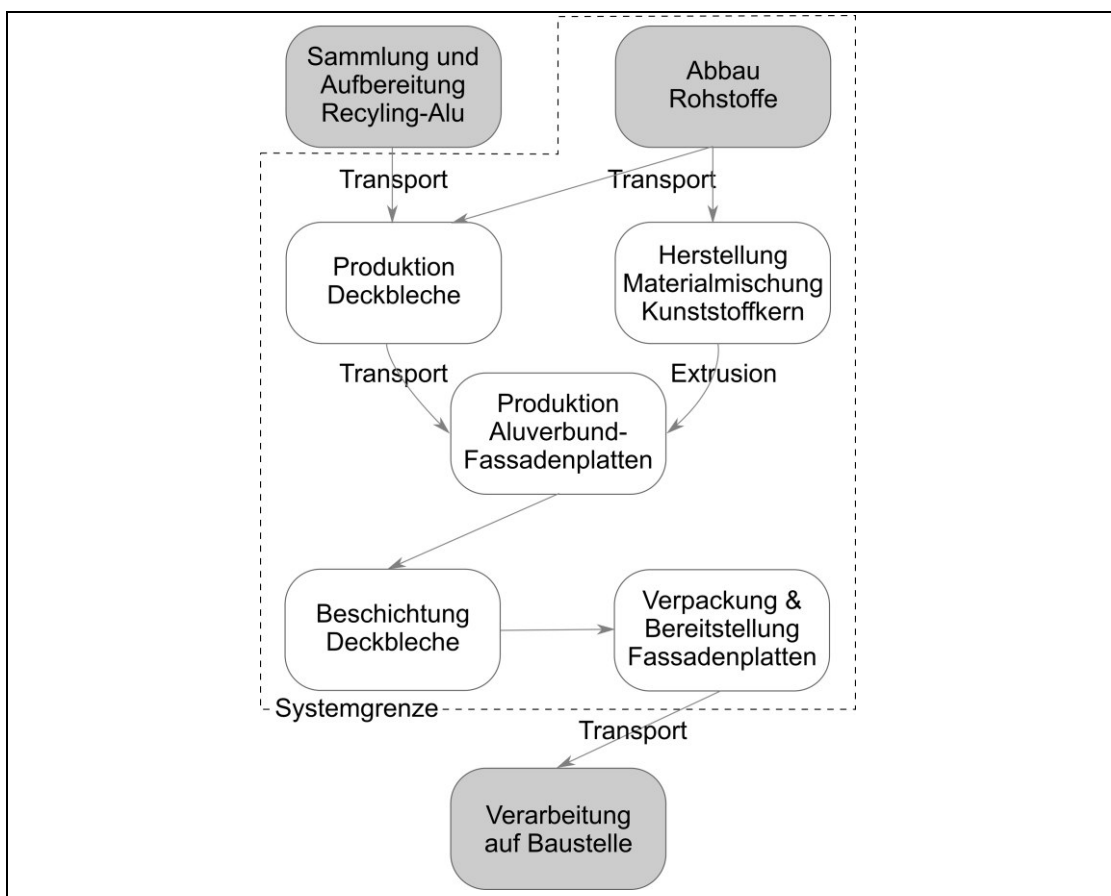 Sammlung und
Aufbereitung
Recyling-Alu
Abbau
Rohstoffe
Transport
Transport
Produktion
Deckbleche
Herstellung
Materialmischung
Kunststoffkern
Transport
Extrusion
Produktion
Aluverbund-
Fassadenplatten
Beschichtung
Deckbleche
Verpackung &
Bereitstellung
Fassadenplatten
Systemgrenze
Transport
Verarbeitung
auf Baustelle